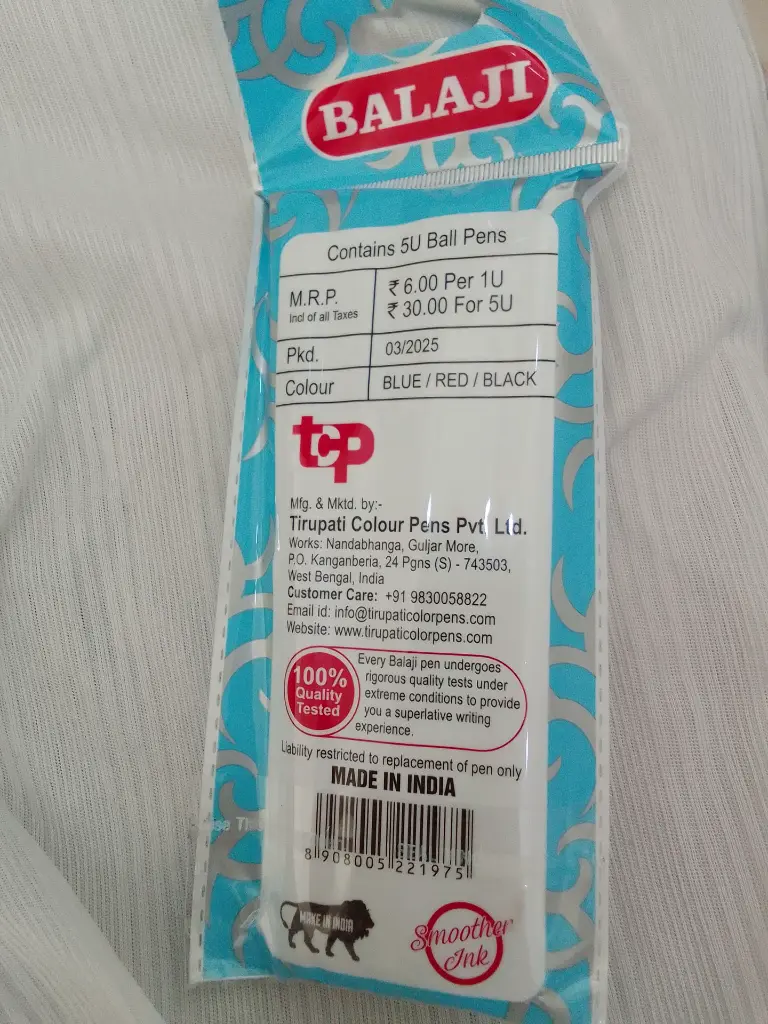 BALAJI
Contains 5U Ball Pens
M.R.P.
Incl of all Taxes
₹ 6.00 Per 1U
₹ 30.00 For 5U
Pkd.
03/2025
Colour
BLUE / RED / BLACK
tcp
Mfg. & Mktd. by:-
Tirupati Colour Pens Pvt. Ltd.
Works: Nandabhanga, Guljar More,
P.O. Kanganberia, 24 Pgns (S) - 743503,
West Bengal, India
Customer Care: +91 9830058822
Email id: info@tirupaticolorpens.com
Website: www.tirupaticolorpens.com
100%
Quality
Tested
Every Balaji pen undergoes
rigorous quality tests under
extreme conditions to provide
you a superlative writing
experience.
Liability restricted to replacement of pen only
MADE IN INDIA
8 908005 221975
MAKE IN INDIA
Smoother
Ink